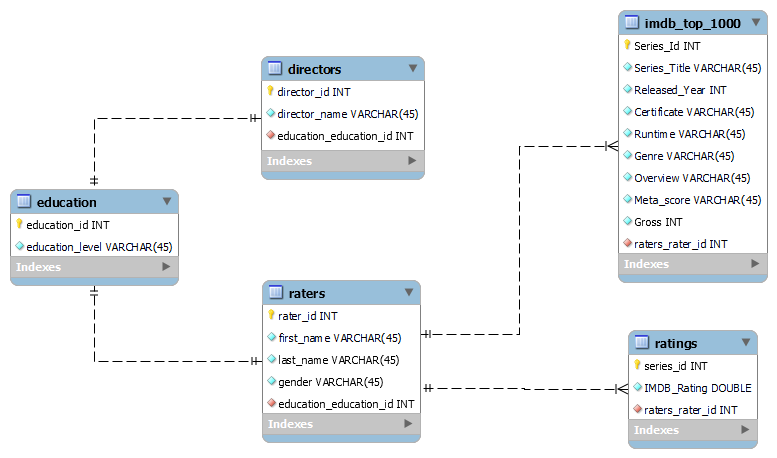 directors
director_id INT
director_name VARCHAR(45)
education_education_id INT
Indexes
education
education_id INT
education_level VARCHAR(45)
Indexes
raters
rater_id INT
first_name VARCHAR(45)
last_name VARCHAR(45)
gender VARCHAR(45)
education_education_id INT
Indexes
imdb_top_1000
Series_Id INT
Series_Title VARCHAR(45)
Released_Year INT
Certificate VARCHAR(45)
Runtime VARCHAR(45)
Genre VARCHAR(45)
Overview VARCHAR(45)
Meta_score VARCHAR(45)
Gross INT
raters_rater_id INT
Indexes
ratings
series_id INT
IMDB_Rating DOUBLE
raters_rater_id INT
Indexes